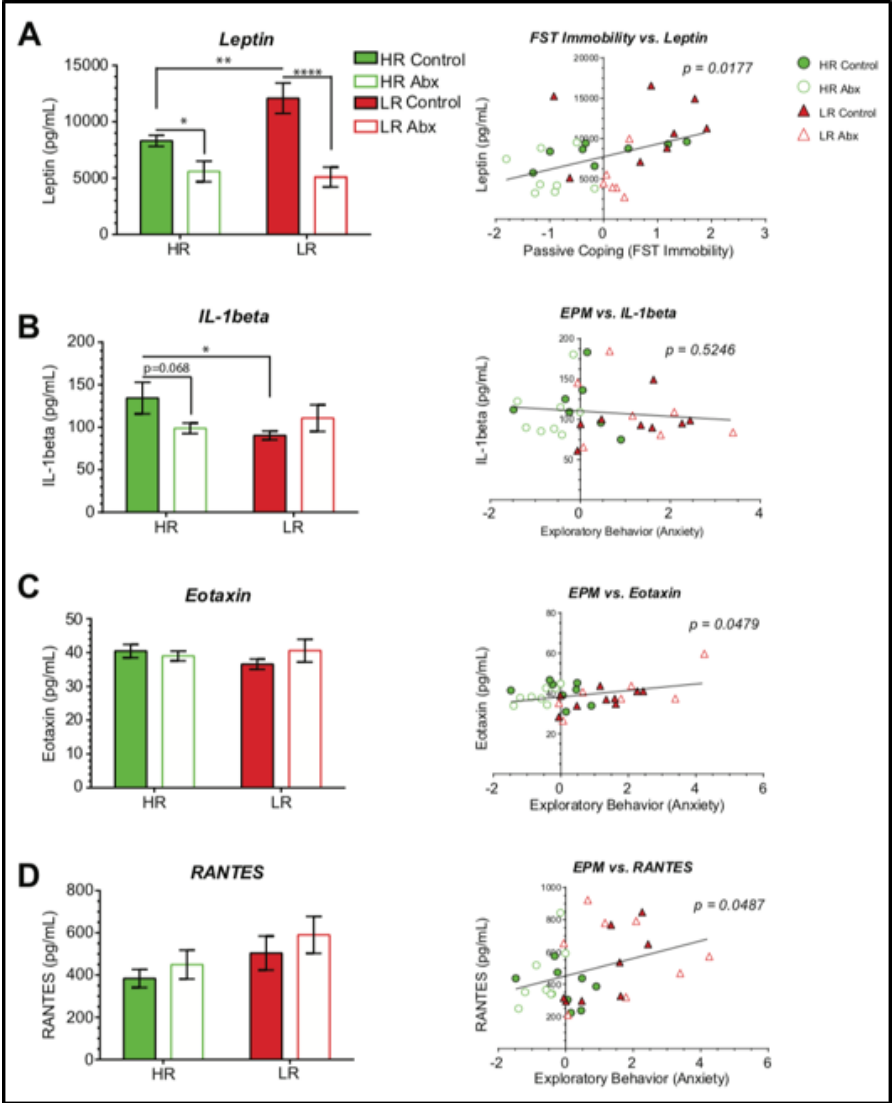 A
Leptin
HR Control
HR Abx
LR Control
LR Abx
**
*
****
15000
10000
5000
0
Leptin (pg/mL)
HR
LR
FST Immobility vs. Leptin
p = 0.0177
HR Control
HR Abx
LR Control
LR Abx
20000
15000
10000
5000
Leptin (pg/mL)
-2
-1
0
1
2
3
Passive Coping (FST Immobility)
B
IL-1beta
*
p=0.068
200
150
100
50
0
IL-1beta (pg/mL)
HR
LR
EPM vs. IL-1beta
p = 0.5246
200
150
100
50
IL-1beta (pg/mL)
-2
0
2
4
Exploratory Behavior (Anxiety)
C
Eotaxin
50
40
30
20
10
0
Eotaxin (pg/mL)
HR
LR
EPM vs. Eotaxin
p = 0.0479
80
60
40
20
Eotaxin (pg/mL)
-2
0
2
4
6
Exploratory Behavior (Anxiety)
D
RANTES
800
600
400
200
0
RANTES (pg/mL)
HR
LR
EPM vs. RANTES
p = 0.0487
1000
800
600
400
200
RANTES (pg/mL)
-2
0
2
4
6
Exploratory Behavior (Anxiety)